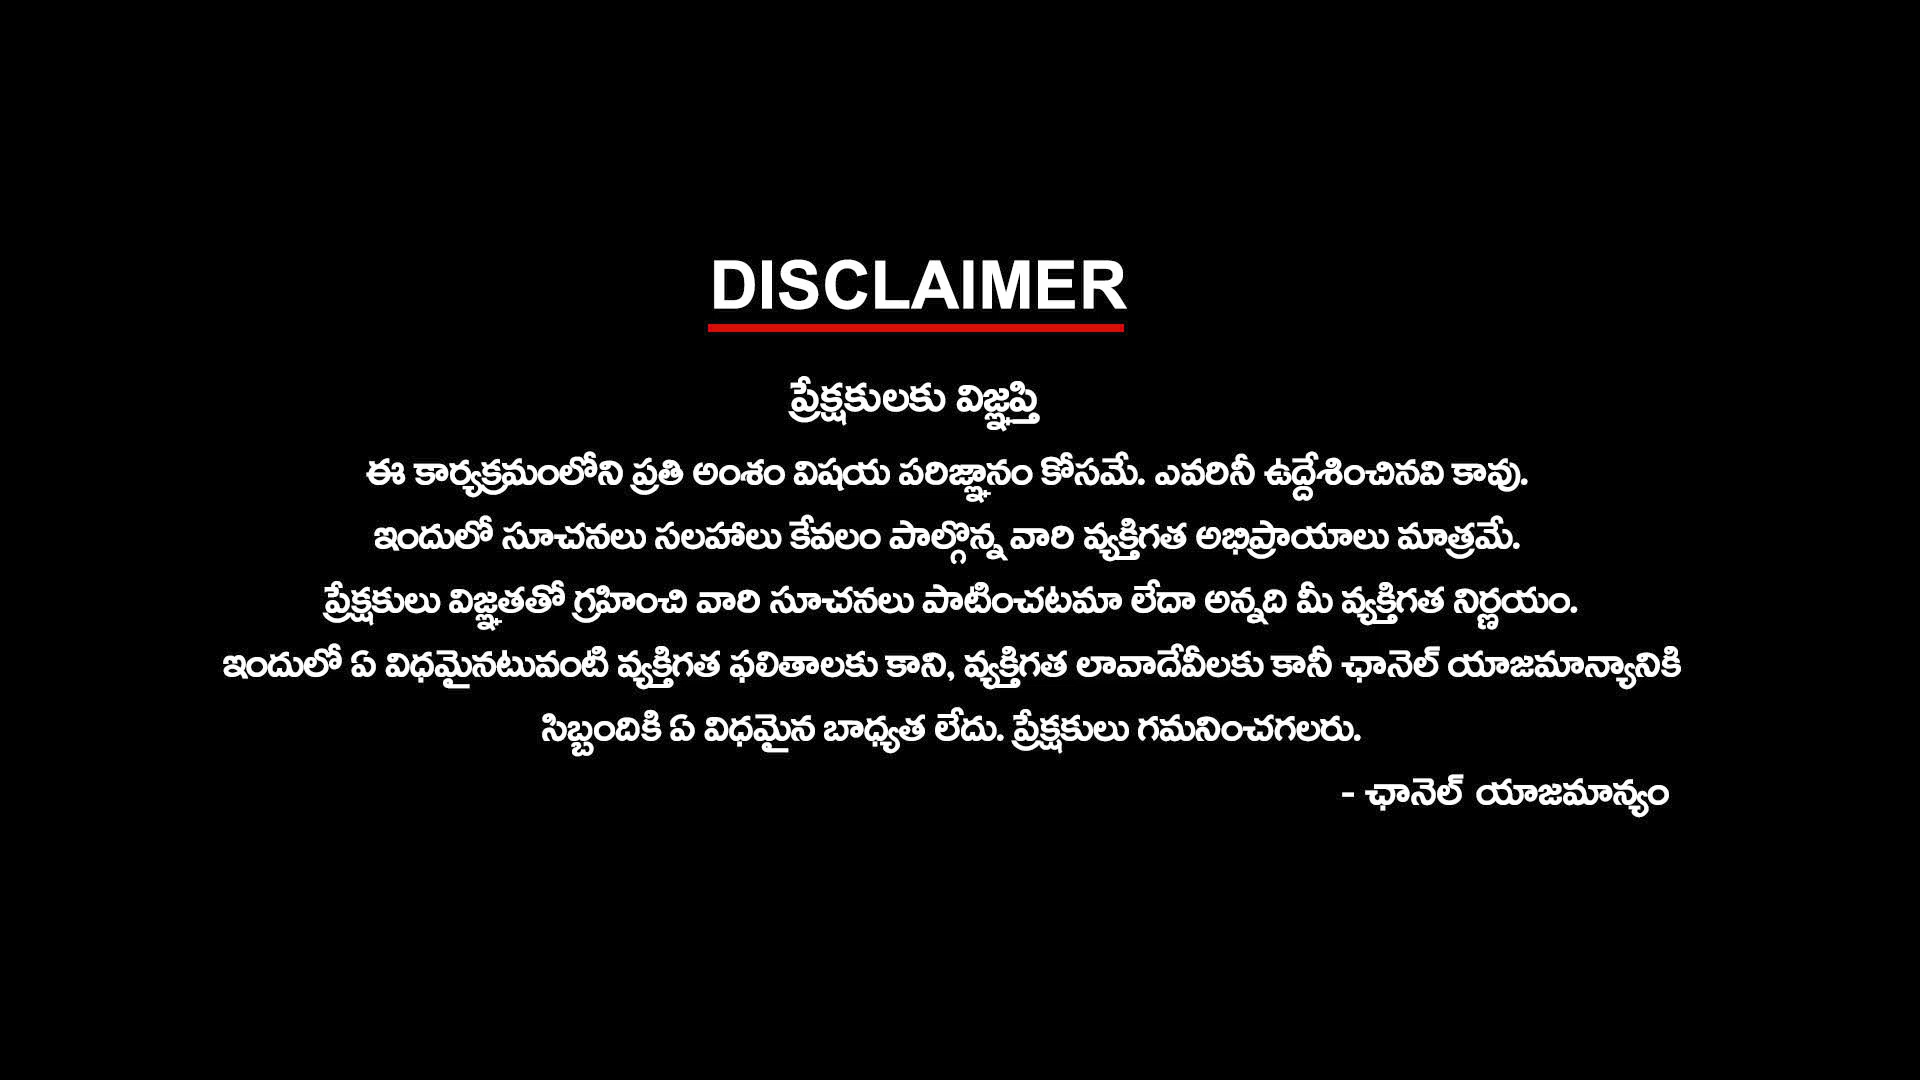 DISCLAIMER
ప్రేక్షకులకు విజ్ఞప్తి
ఈ కార్యక్రమంలోని ప్రతి అంశం విషయ పరిజ్ఞానం కోసమే. ఎవరినీ ఉద్దేశించినవి కావు.
ఇందులో సూచనలు సలహాలు కేవలం పాల్గొన్న వారి వ్యక్తిగత అభిప్రాయాలు మాత్రమే.
ప్రేక్షకులు విజ్ఞతతో గ్రహించి వారి సూచనలు పాటించటమా లేదా అన్నది మీ వ్యక్తిగత నిర్ణయం.
ఇందులో ఏ విధమైనటువంటి వ్యక్తిగత ఫలితాలకు కాని, వ్యక్తిగత లావాదేవీలకు కానీ ఛానెల్ యాజమాన్యానికి
సిబ్బందికి ఏ విధమైన బాధ్యత లేదు. ప్రేక్షకులు గమనించగలరు.
- ఛానెల్ యాజమాన్యం